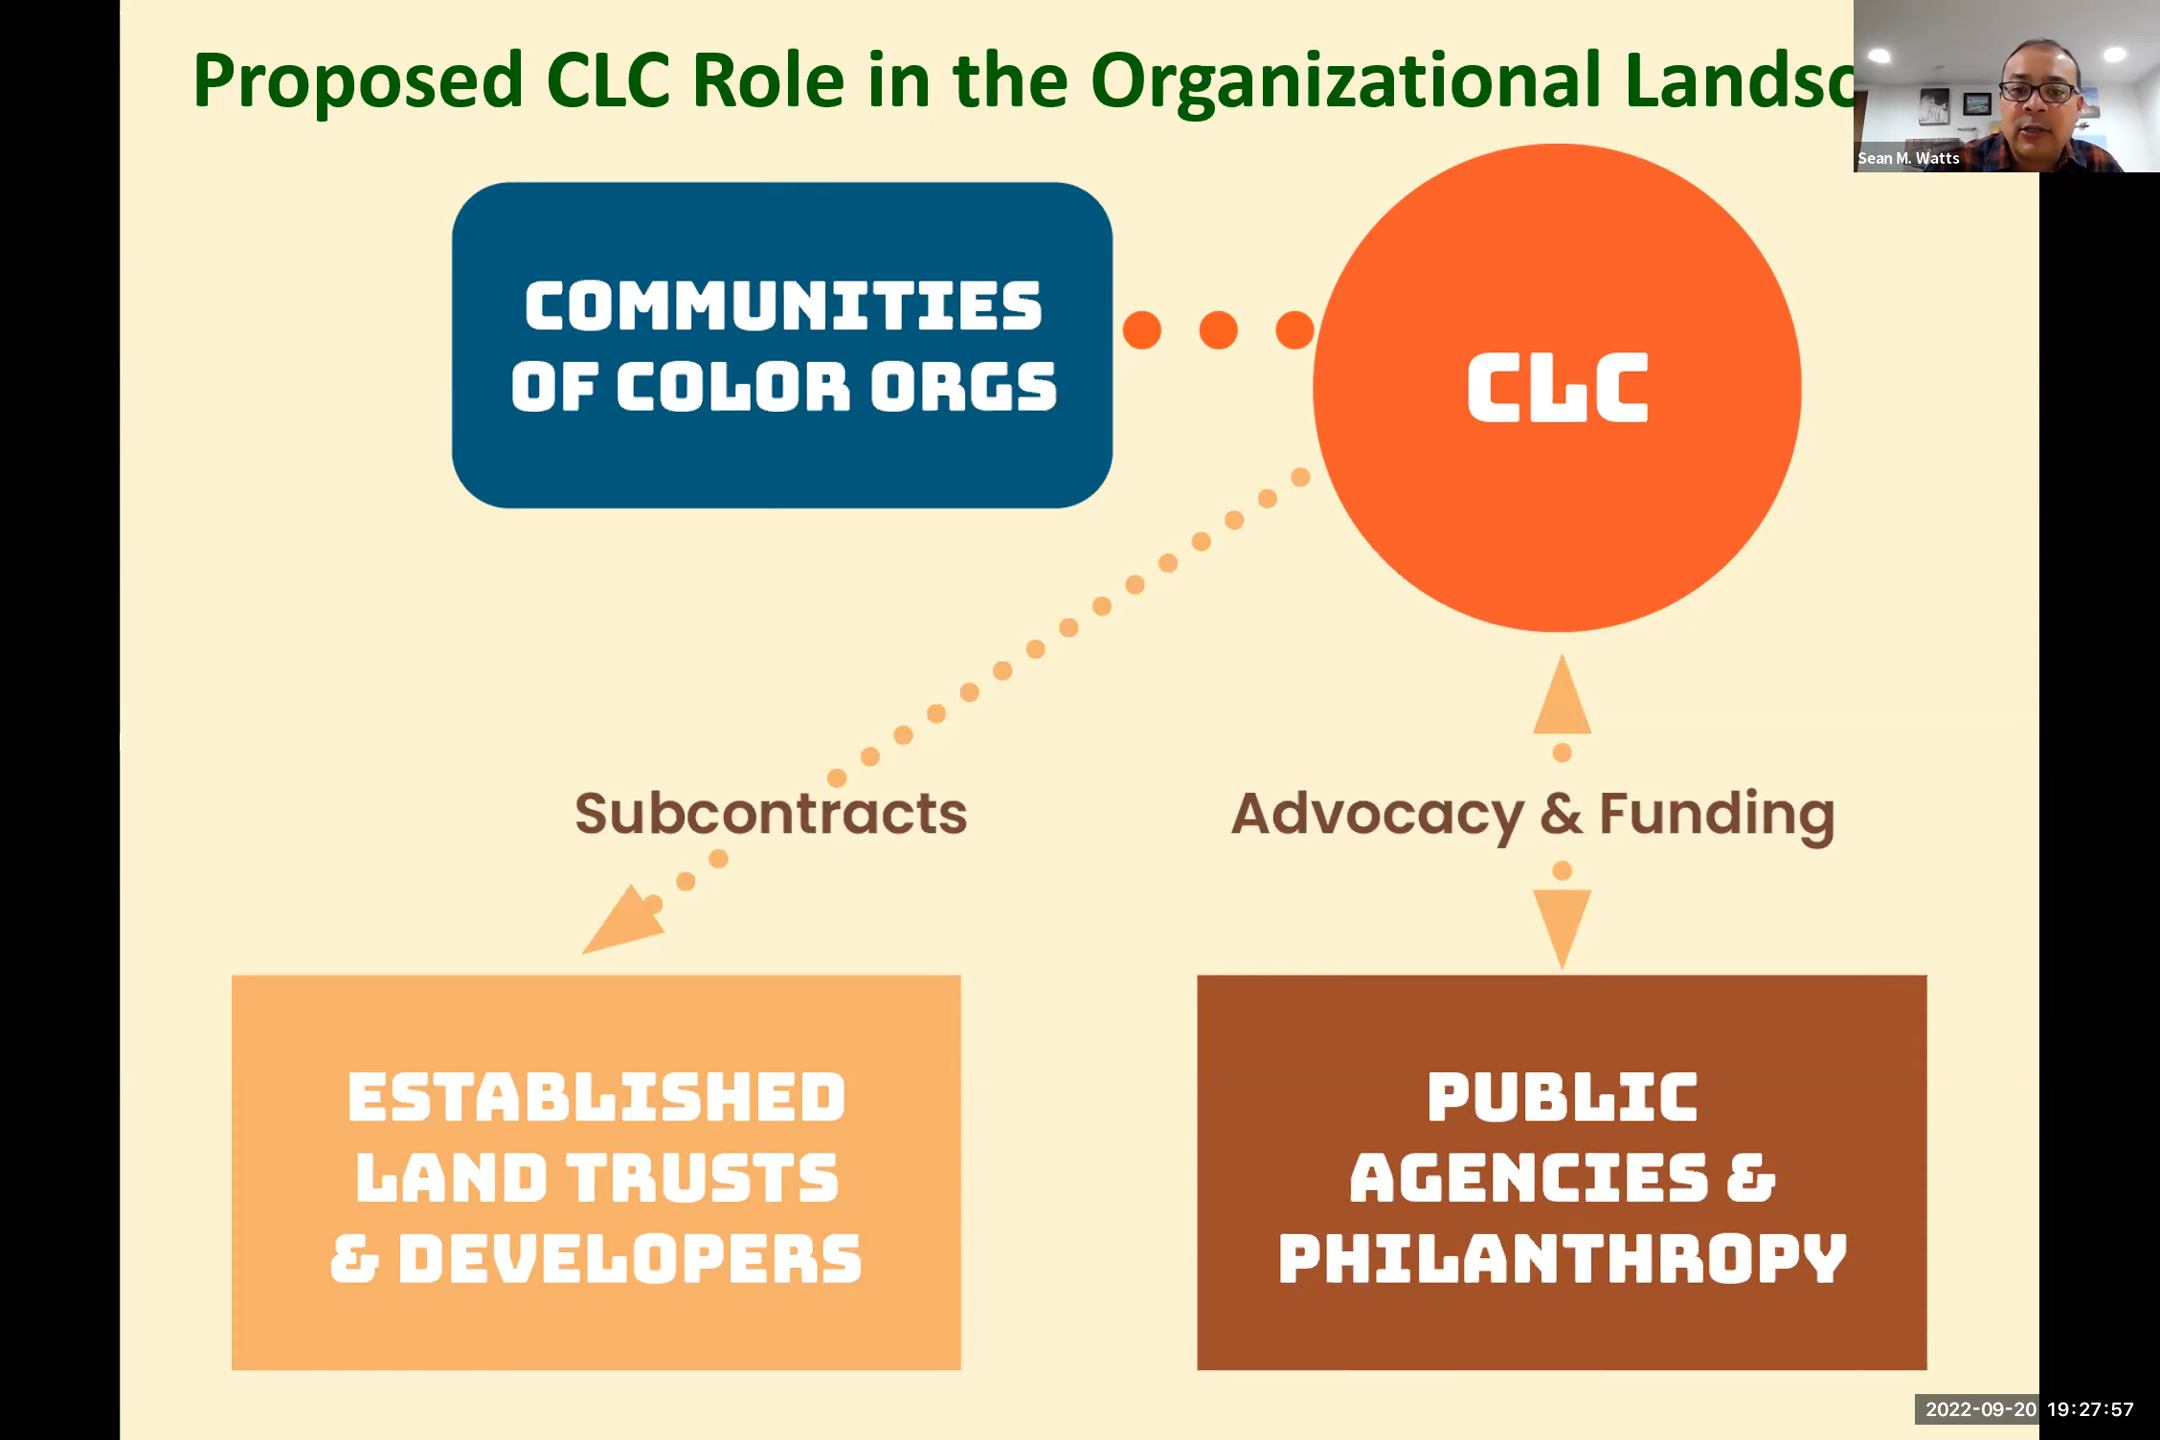 Proposed CLC Role in the Organizational Landsc
Sean M. Watts
COMMUNITIES
OF COLOR ORGS
CLC
Subcontracts
Advocacy & Funding
ESTABLISHED
LAND TRUSTS
& DEVELOPERS
PUBLIC
AGENCIES &
PHILANTHROPY
2022-09-20 19:27:57